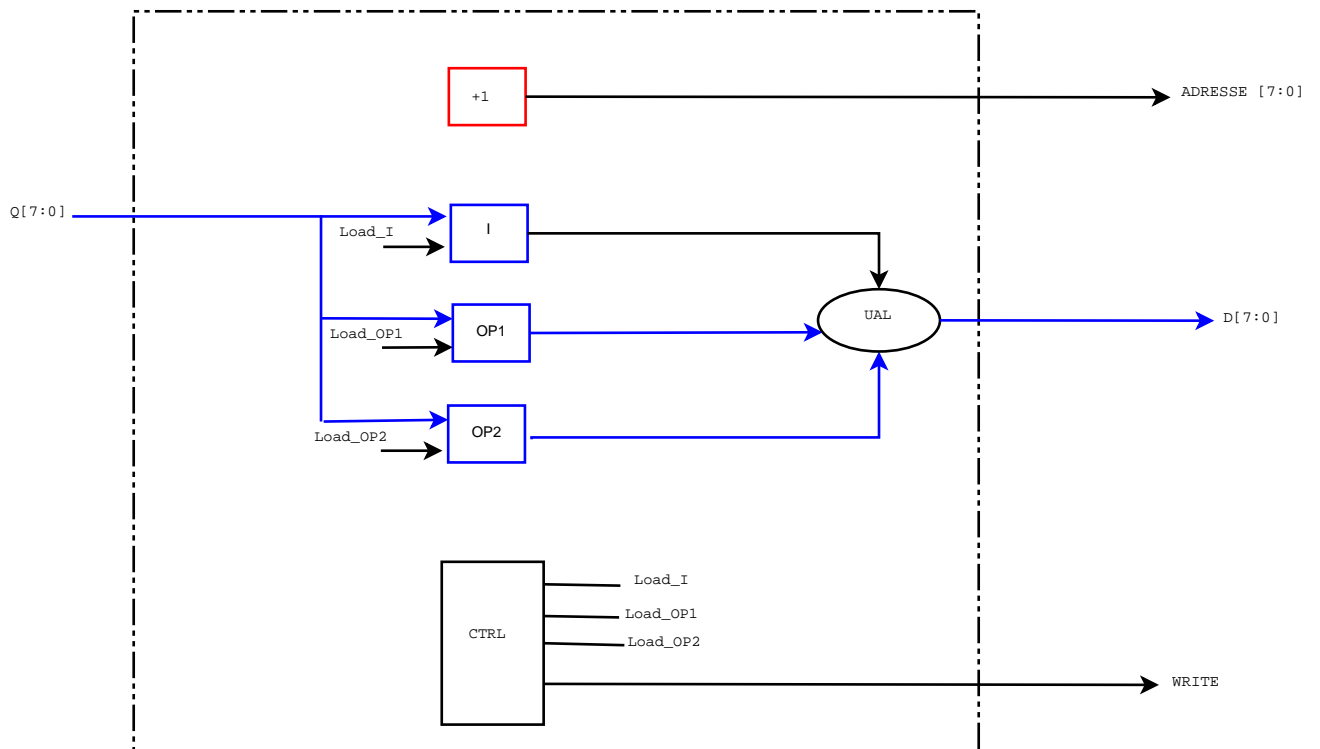 +1
ADRESSE [7:0]
Q[7:0]
Load_I
I
Load_OP1
OP1
UAL
D[7:0]
Load_OP2
OP2
CTRL
Load_I
Load_OP1
Load_OP2
WRITE